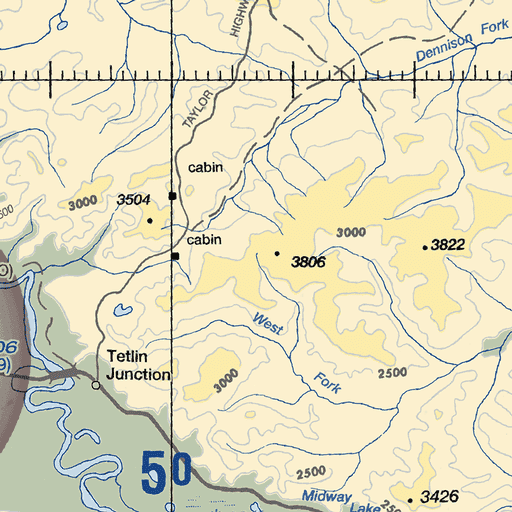 HIGHW
Dennison Fork
TAYLOR
cabin
3504
3000
cabin
3000
3822
3806
West
Tetlin
Junction
3000
Fork
2500
2500
50
Midway
Lake
3426